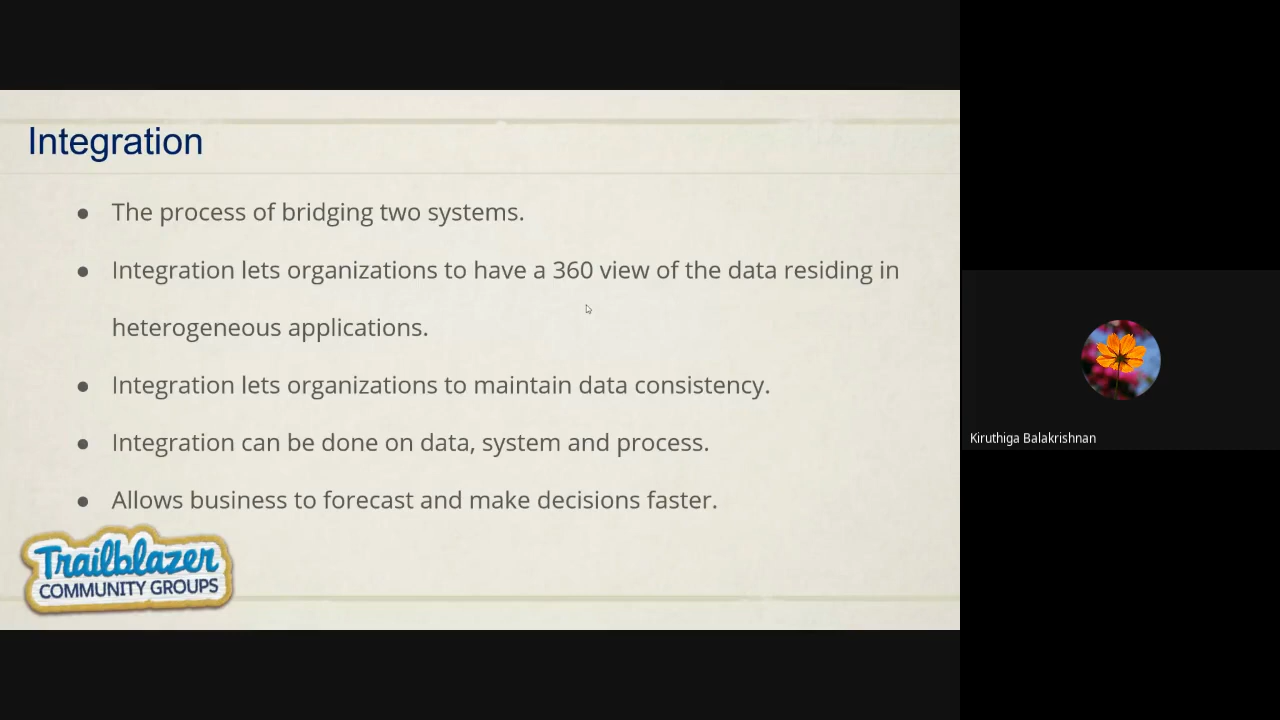 Integration
● The process of bridging two systems.
● Integration lets organizations to have a 360 view of the data residing in
heterogeneous applications.
● Integration lets organizations to maintain data consistency.
● Integration can be done on data, system and process.
● Allows business to forecast and make decisions faster.
Trailblazer
COMMUNITY GROUPS
Kiruthiga Balakrishnan